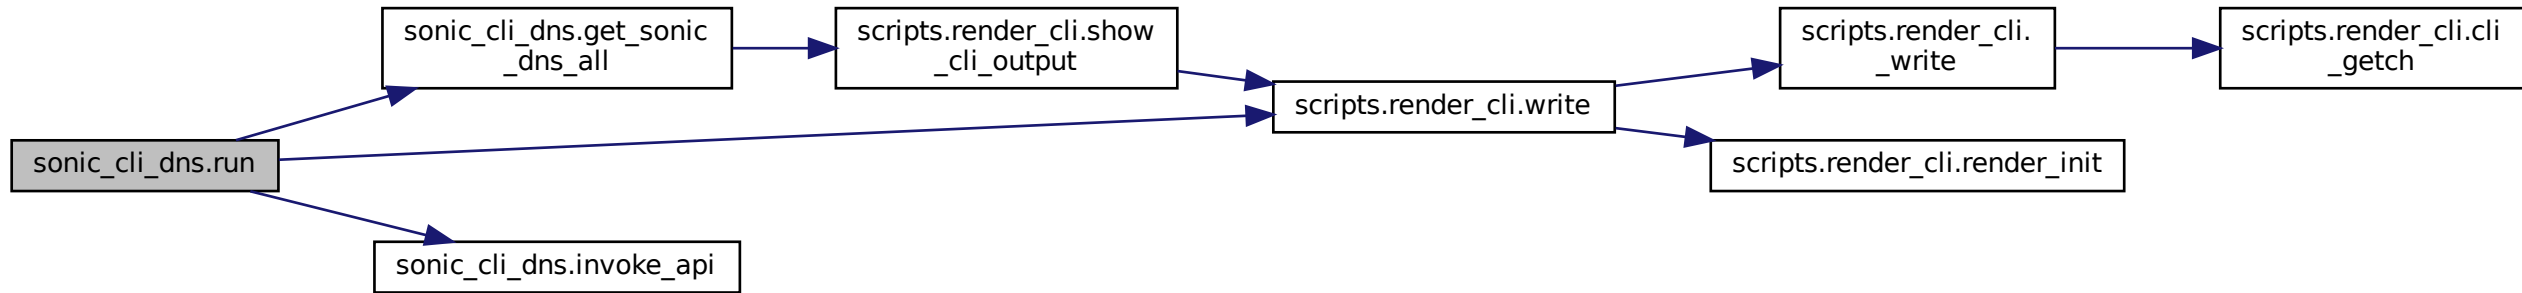 sonic_cli_dns.run
sonic_cli_dns.get_sonic
_dns_all
scripts.render_cli.show
_cli_output
scripts.render_cli.write
scripts.render_cli.
_write
scripts.render_cli.cli
_getch
scripts.render_cli.render_init
sonic_cli_dns.invoke_api